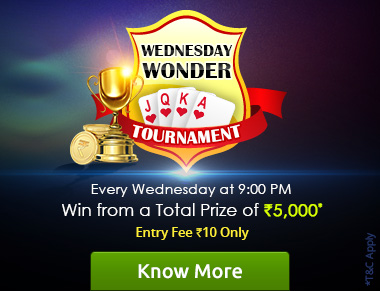 WEDNESDAY
WONDER
J Q K A
TOURNAMENT
Every Wednesday at 9:00 PM
Win from a Total Prize of ₹5,000*
Entry Fee ₹10 Only
Know More
*T&C Apply